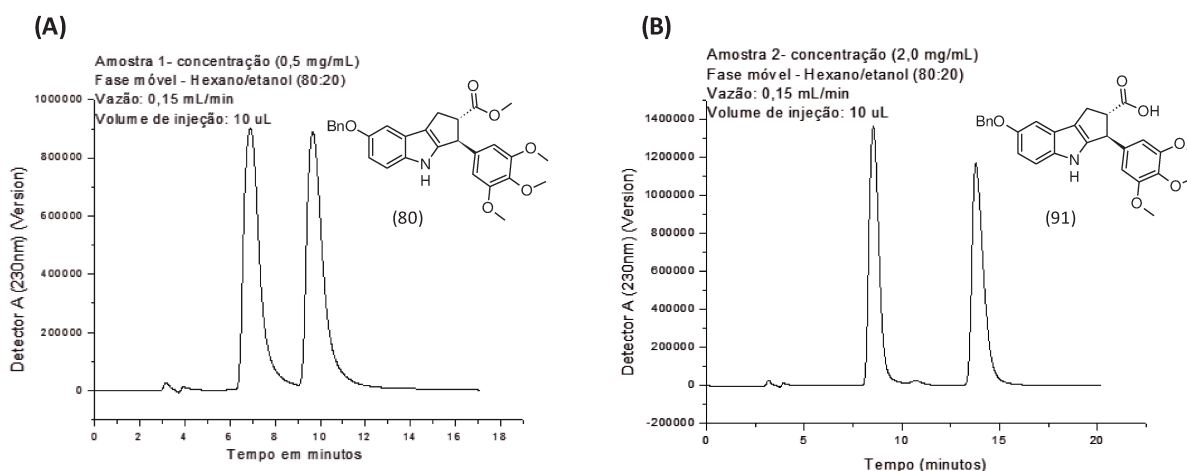 (A)
Amostra 1- concentração (0,5 mg/mL)
Fase móvel - Hexano/etanol (80:20)
Vazão: 0,15 mL/min
Volume de injeção: 10 uL
1000000
800000
600000
400000
200000
0
Detector A (230nm) (Version)
0 2 4 6 8 10 12 14 16 18
Tempo em minutos
BnO
N
H
O
O
O
O
O
(80)
(B)
Amostra 2- concentração (2,0 mg/mL)
Fase móvel - Hexano/etanol (80:20)
Vazão: 0,15 mL/min
Volume de injeção: 10 uL
1400000
1200000
1000000
800000
600000
400000
200000
0
-200000
Detector A (230nm) (Version)
0 5 10 15 20
Tempo (minutos)
BnO
N
H
O
OH
O
O
O
(91)